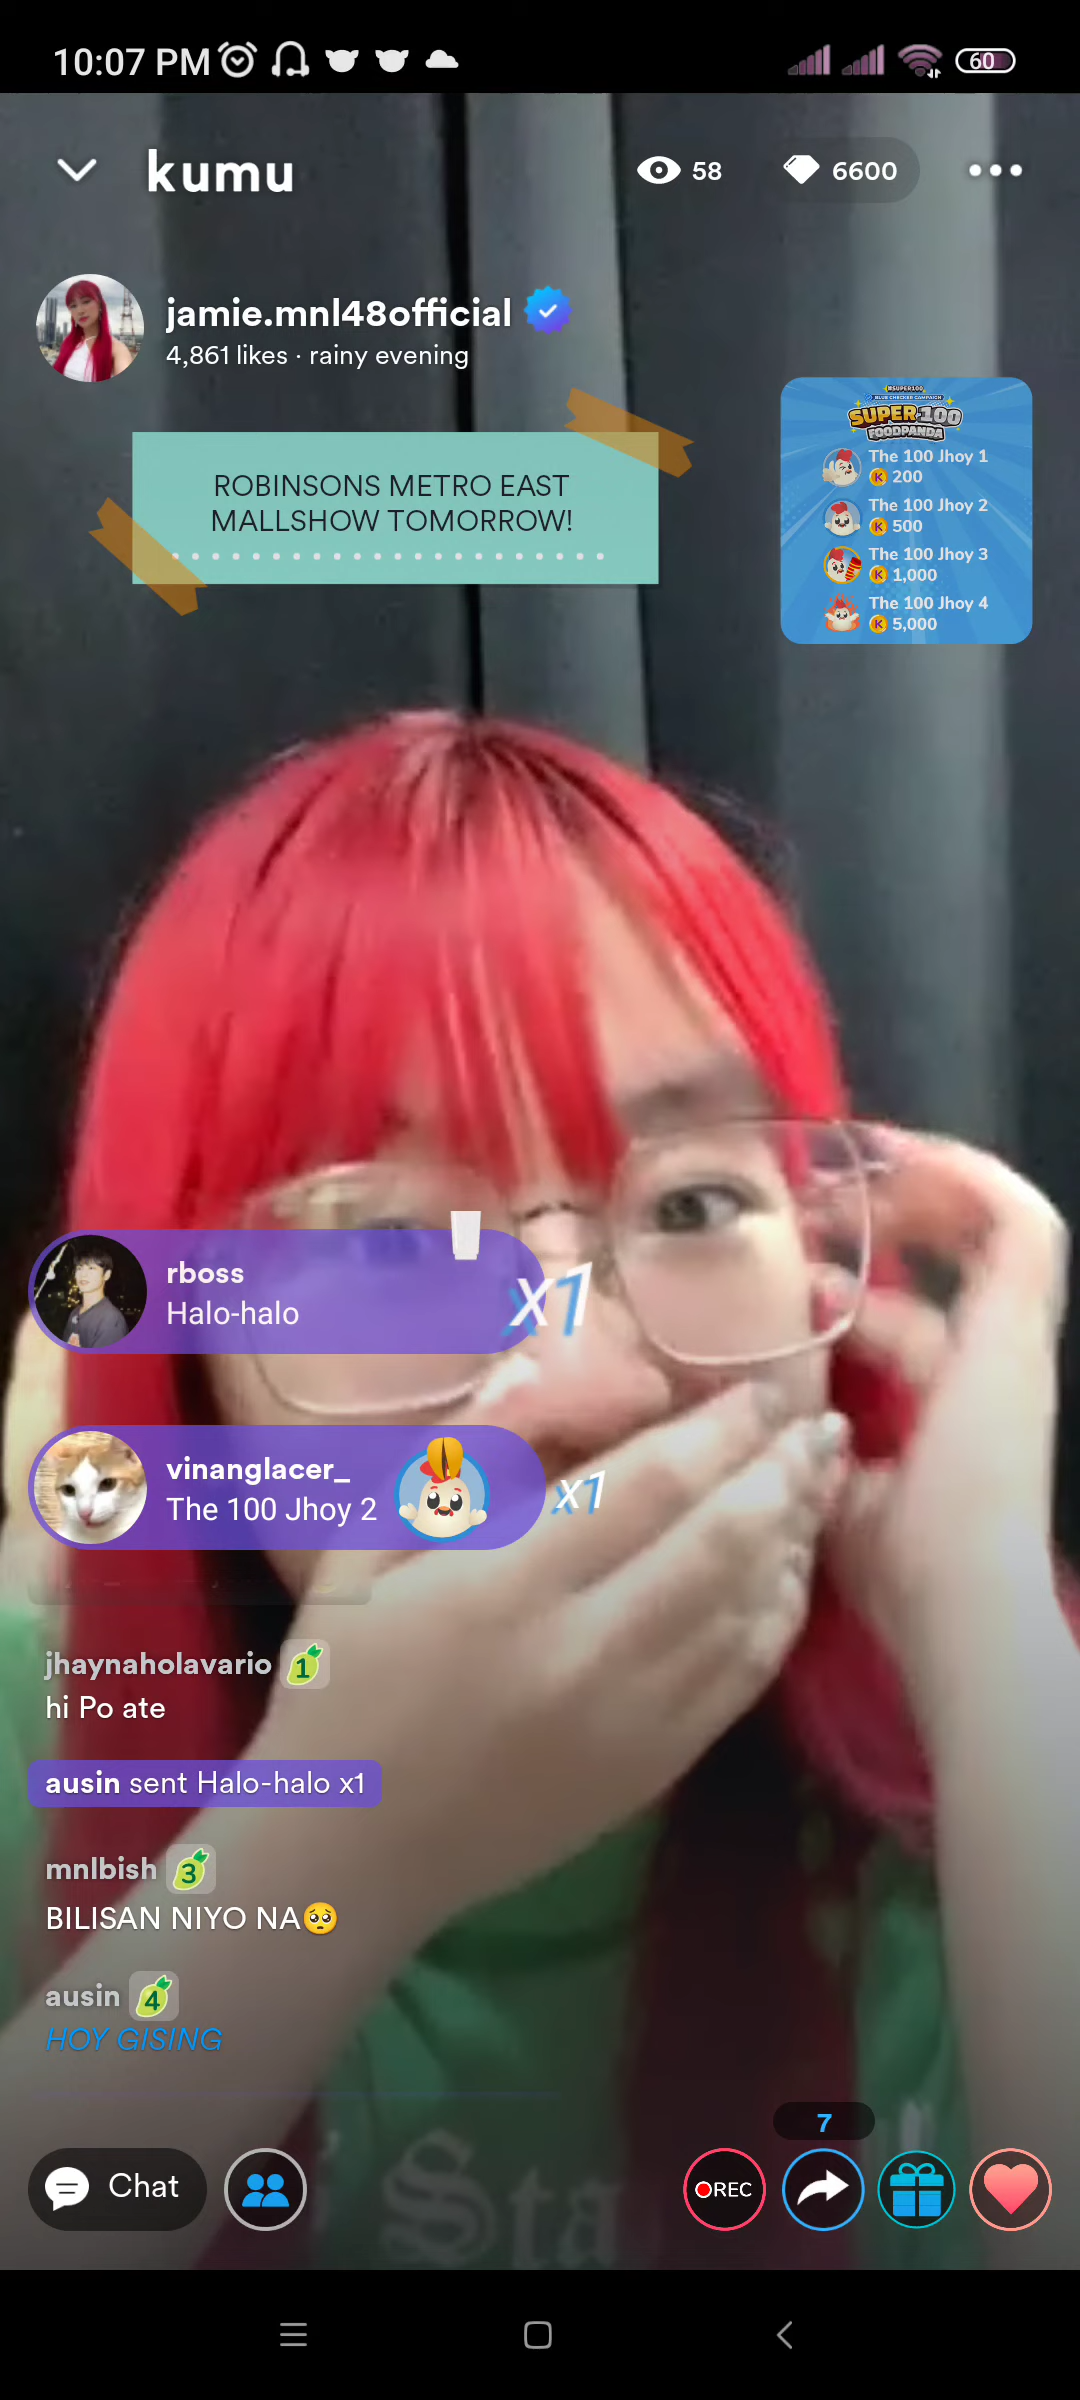 10:07 PM
60
kumu
58
6600
jamie.mnl48official
4,861 likes · rainy evening
ROBINSONS METRO EAST
MALLSHOW TOMORROW!
#SUPER100
BLUE CHECKER CAMPAIGN
SUPER 100
FOODPANDA
The 100 Jhoy 1
K 200
The 100 Jhoy 2
K 500
The 100 Jhoy 3
K 1,000
The 100 Jhoy 4
K 5,000
rboss
Halo-halo
x1
vinanglacer_
The 100 Jhoy 2
x1
jhaynaholavario 1
hi Po ate
ausin sent Halo-halo x1
mnlbish 3
BILISAN NIYO NA🥺
ausin 4
HOY GISING
7
Chat
REC